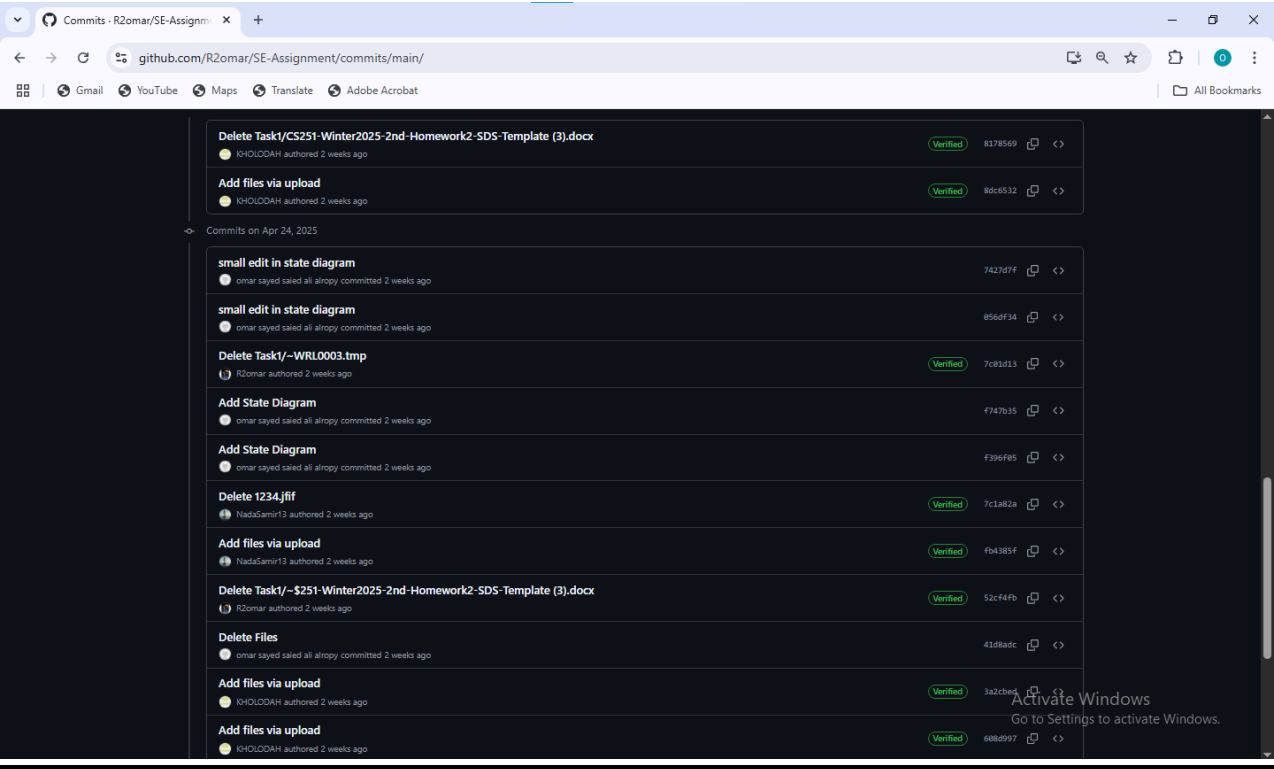 Commits · R2omar/SE-Assignm
github.com/R2omar/SE-Assignment/commits/main/
O
Gmail YouTube Maps Translate Adobe Acrobat All Bookmarks
Delete Task1/CS251-Winter2025-2nd-Homework2-SDS-Template (3).docx
KHOLODAH authored 2 weeks ago
Verified 8178569
Add files via upload
KHOLODAH authored 2 weeks ago
Verified 8dc6532
Commits on Apr 24, 2025
small edit in state diagram
omar sayed saied ali alropy committed 2 weeks ago
7427d7f
small edit in state diagram
omar sayed saied ali alropy committed 2 weeks ago
056df34
Delete Task1/~WRL0003.tmp
R2omar authored 2 weeks ago
Verified 7c01d13
Add State Diagram
omar sayed saied ali alropy committed 2 weeks ago
f747b35
Add State Diagram
omar sayed saied ali alropy committed 2 weeks ago
f396f05
Delete 1234.jfif
NadaSamir13 authored 2 weeks ago
Verified 7c1a82a
Add files via upload
NadaSamir13 authored 2 weeks ago
Verified fb4385f
Delete Task1/~$251-Winter2025-2nd-Homework2-SDS-Template (3).docx
R2omar authored 2 weeks ago
Verified 52cf4fb
Delete Files
omar sayed saied ali alropy committed 2 weeks ago
41d8adc
Add files via upload
KHOLODAH authored 2 weeks ago
Verified 3a2cbed
Activate Windows
Go to Settings to activate Windows.
Add files via upload
KHOLODAH authored 2 weeks ago
Verified 608d997